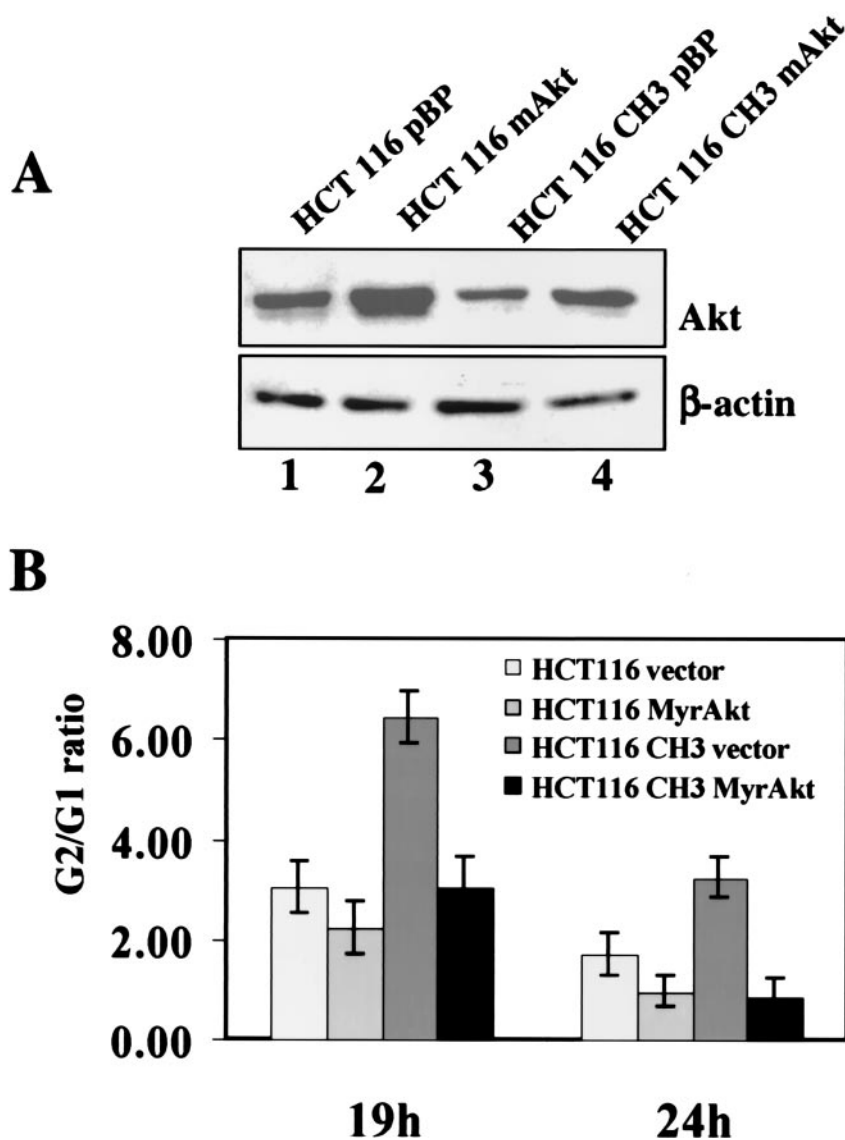 A
HCT 116 pBP
HCT 116 mAkt
HCT 116 CH3 pBP
HCT 116 CH3 mAkt
Akt
β-actin
1 2 3 4
B
G2/G1 ratio
8.00
6.00
4.00
2.00
0.00
HCT116 vector
HCT116 MyrAkt
HCT116 CH3 vector
HCT116 CH3 MyrAkt
19h 24h